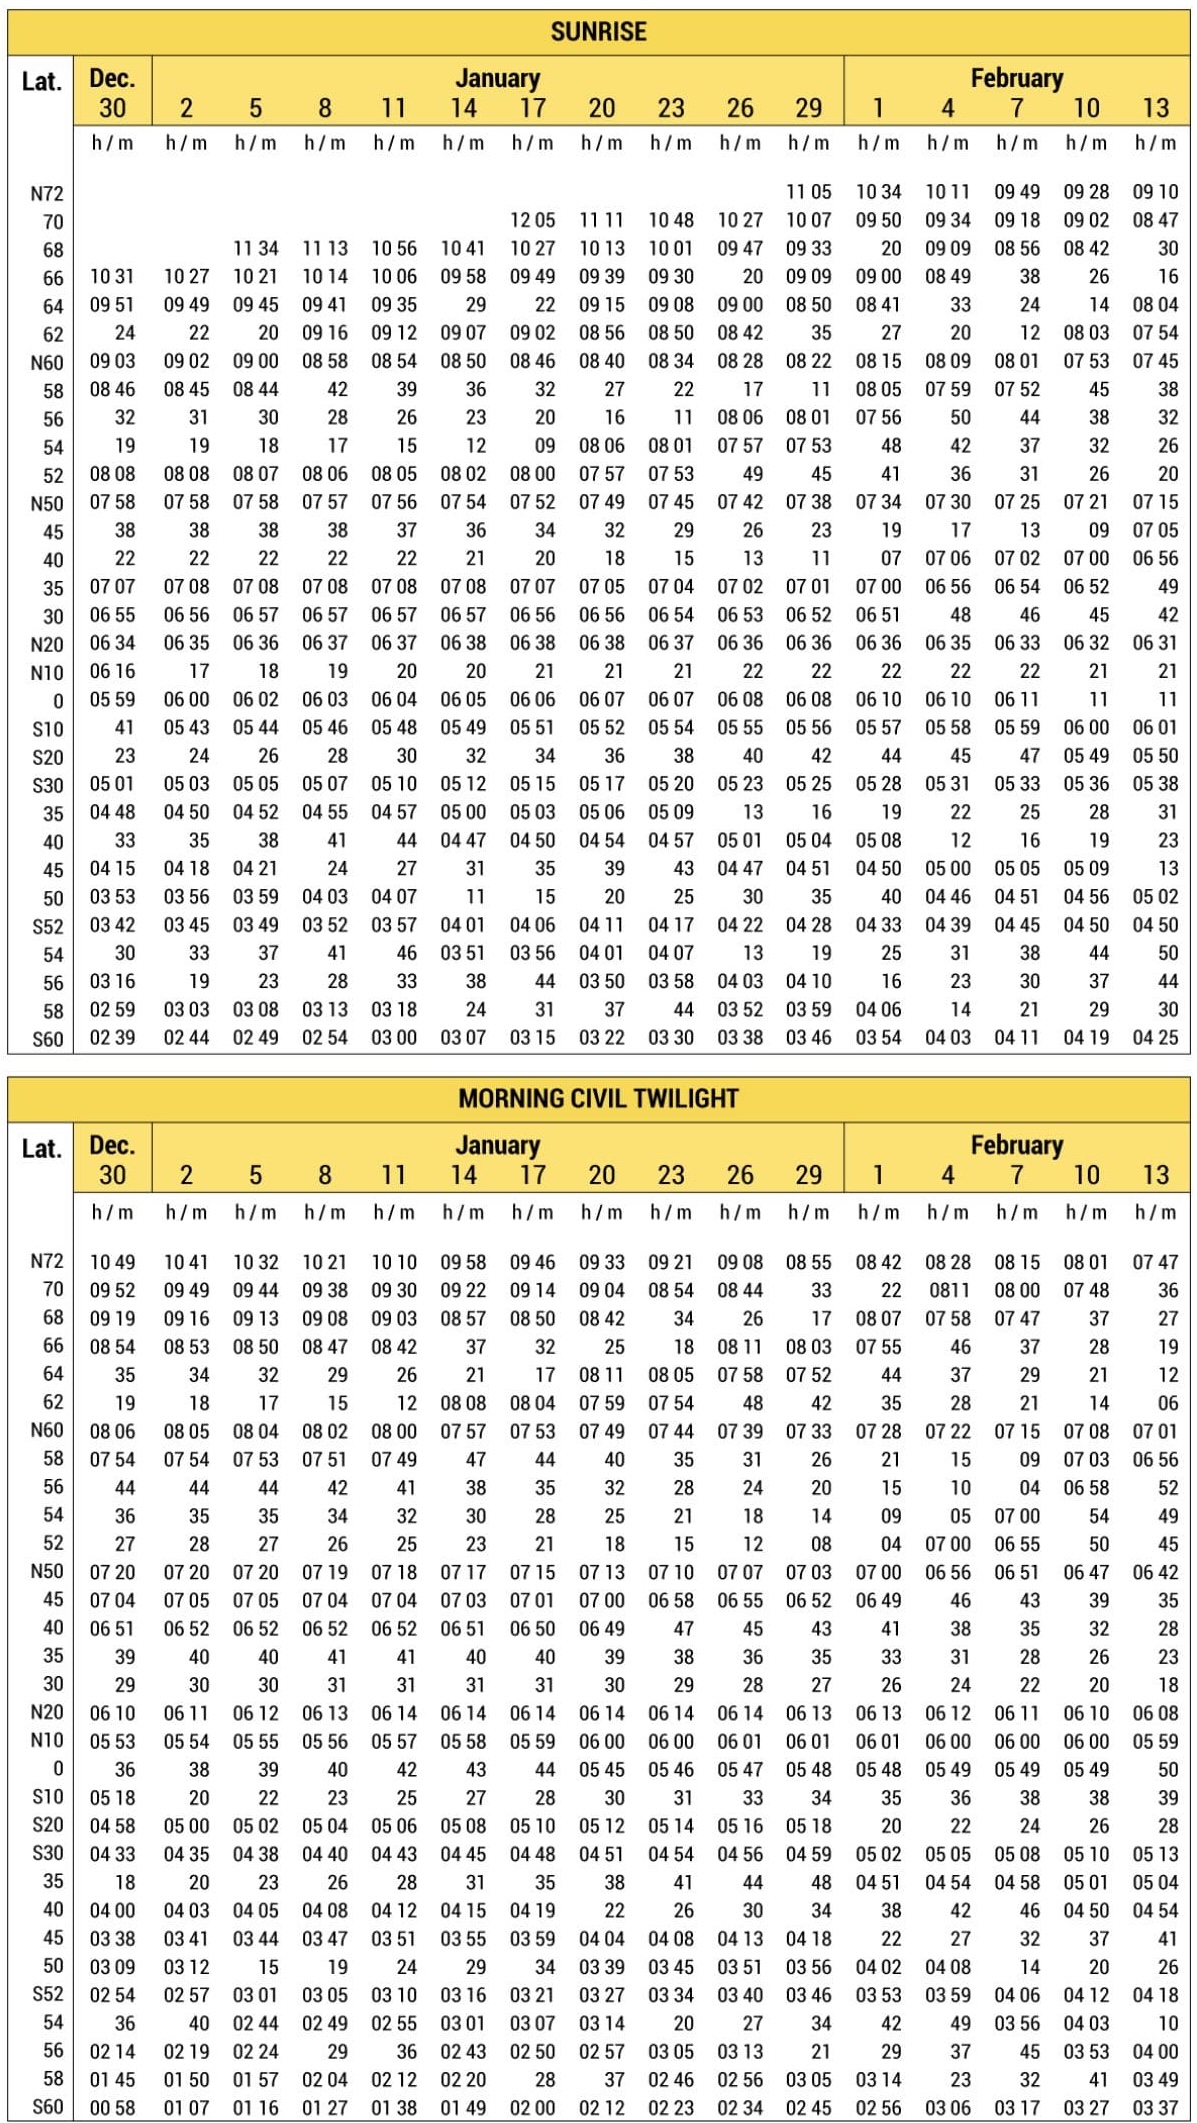 SUNRISE
Lat. Dec. January February
30 2 5 8 11 14 17 20 23 26 29 1 4 7 10 13
h / m h / m h / m h / m h / m h / m h / m h / m h / m h / m h / m h / m h / m h / m h / m h / m
N72 11 05 10 34 10 11 09 49 09 28 09 10
70 12 05 11 11 10 48 10 27 10 07 09 50 09 34 09 18 09 02 08 47
68 11 34 11 13 10 56 10 41 10 27 10 13 10 01 09 47 09 33 20 09 09 08 56 08 42 30
66 10 31 10 27 10 21 10 14 10 06 09 58 09 49 09 39 09 30 20 09 09 09 00 08 49 38 26 16
64 09 51 09 49 09 45 09 41 09 35 29 22 09 15 09 08 09 00 08 50 08 41 33 24 14 08 04
62 24 22 20 09 16 09 12 09 07 09 02 08 56 08 50 08 42 35 27 20 12 08 03 07 54
N60 09 03 09 02 09 00 08 58 08 54 08 50 08 46 08 40 08 34 08 28 08 22 08 15 08 09 08 01 07 53 07 45
58 08 46 08 45 08 44 42 39 36 32 27 22 17 11 08 05 07 59 07 52 45 38
56 32 31 30 28 26 23 20 16 11 08 06 08 01 07 56 50 44 38 32
54 19 19 18 17 15 12 09 08 06 08 01 07 57 07 53 48 42 37 32 26
52 08 08 08 08 08 07 08 06 08 05 08 02 08 00 07 57 07 53 49 45 41 36 31 26 20
N50 07 58 07 58 07 58 07 57 07 56 07 54 07 52 07 49 07 45 07 42 07 38 07 34 07 30 07 25 07 21 07 15
45 38 38 38 38 37 36 34 32 29 26 23 19 17 13 09 07 05
40 22 22 22 22 22 21 20 18 15 13 11 07 07 06 07 02 07 00 06 56
35 07 07 07 08 07 08 07 08 07 08 07 08 07 07 07 05 07 04 07 02 07 01 07 00 06 56 06 54 06 52 49
30 06 55 06 56 06 57 06 57 06 57 06 57 06 56 06 56 06 54 06 53 06 52 06 51 48 46 45 42
N20 06 34 06 35 06 36 06 37 06 37 06 38 06 38 06 38 06 37 06 36 06 36 06 36 06 35 06 33 06 32 06 31
N10 06 16 17 18 19 20 20 21 21 21 22 22 22 22 22 21 21
0 05 59 06 00 06 02 06 03 06 04 06 05 06 06 06 07 06 07 06 08 06 08 06 10 06 10 06 11 11 11
S10 41 05 43 05 44 05 46 05 48 05 49 05 51 05 52 05 54 05 55 05 56 05 57 05 58 05 59 06 00 06 01
S20 23 24 26 28 30 32 34 36 38 40 42 44 45 47 05 49 05 50
S30 05 01 05 03 05 05 05 07 05 10 05 12 05 15 05 17 05 20 05 23 05 25 05 28 05 31 05 33 05 36 05 38
35 04 48 04 50 04 52 04 55 04 57 05 00 05 03 05 06 05 09 13 16 19 22 25 28 31
40 33 35 38 41 44 04 47 04 50 04 54 04 57 05 01 05 04 05 08 12 16 19 23
45 04 15 04 18 04 21 24 27 31 35 39 43 04 47 04 51 04 50 05 00 05 05 05 09 13
50 03 53 03 56 03 59 04 03 04 07 11 15 20 25 30 35 40 04 46 04 51 04 56 05 02
S52 03 42 03 45 03 49 03 52 03 57 04 01 04 06 04 11 04 17 04 22 04 28 04 33 04 39 04 45 04 50 04 50
54 30 33 37 41 46 03 51 03 56 04 01 04 07 13 19 25 31 38 44 50
56 03 16 19 23 28 33 38 44 03 50 03 58 04 03 04 10 16 23 30 37 44
58 02 59 03 03 03 08 03 13 03 18 24 31 37 44 03 52 03 59 04 06 14 21 29 30
S60 02 39 02 44 02 49 02 54 03 00 03 07 03 15 03 22 03 30 03 38 03 46 03 54 04 03 04 11 04 19 04 25
MORNING CIVIL TWILIGHT
Lat. Dec. January February
30 2 5 8 11 14 17 20 23 26 29 1 4 7 10 13
h / m h / m h / m h / m h / m h / m h / m h / m h / m h / m h / m h / m h / m h / m h / m h / m
N72 10 49 10 41 10 32 10 21 10 10 09 58 09 46 09 33 09 21 09 08 08 55 08 42 08 28 08 15 08 01 07 47
70 09 52 09 49 09 44 09 38 09 30 09 22 09 14 09 04 08 54 08 44 33 22 0811 08 00 07 48 36
68 09 19 09 16 09 13 09 08 09 03 08 57 08 50 08 42 34 26 17 08 07 07 58 07 47 37 27
66 08 54 08 53 08 50 08 47 08 42 37 32 25 18 08 11 08 03 07 55 46 37 28 19
64 35 34 32 29 26 21 17 08 11 08 05 07 58 07 52 44 37 29 21 12
62 19 18 17 15 12 08 08 08 04 07 59 07 54 48 42 35 28 21 14 06
N60 08 06 08 05 08 04 08 02 08 00 07 57 07 53 07 49 07 44 07 39 07 33 07 28 07 22 07 15 07 08 07 01
58 07 54 07 54 07 53 07 51 07 49 47 44 40 35 31 26 21 15 09 07 03 06 56
56 44 44 44 42 41 38 35 32 28 24 20 15 10 04 06 58 52
54 36 35 35 34 32 30 28 25 21 18 14 09 05 07 00 54 49
52 27 28 27 26 25 23 21 18 15 12 08 04 07 00 06 55 50 45
N50 07 20 07 20 07 20 07 19 07 18 07 17 07 15 07 13 07 10 07 07 07 03 07 00 06 56 06 51 06 47 06 42
45 07 04 07 05 07 05 07 04 07 04 07 03 07 01 07 00 06 58 06 55 06 52 06 49 46 43 39 35
40 06 51 06 52 06 52 06 52 06 52 06 51 06 50 06 49 47 45 43 41 38 35 32 28
35 39 40 40 41 41 40 40 39 38 36 35 33 31 28 26 23
30 29 30 30 31 31 31 31 30 29 28 27 26 24 22 20 18
N20 06 10 06 11 06 12 06 13 06 14 06 14 06 14 06 14 06 14 06 14 06 13 06 13 06 12 06 11 06 10 06 08
N10 05 53 05 54 05 55 05 56 05 57 05 58 05 59 06 00 06 00 06 01 06 01 06 01 06 00 06 00 06 00 05 59
0 36 38 39 40 42 43 44 05 45 05 46 05 47 05 48 05 48 05 49 05 49 05 49 50
S10 05 18 20 22 23 25 27 28 30 31 33 34 35 36 38 38 39
S20 04 58 05 00 05 02 05 04 05 06 05 08 05 10 05 12 05 14 05 16 05 18 20 22 24 26 28
S30 04 33 04 35 04 38 04 40 04 43 04 45 04 48 04 51 04 54 04 56 04 59 05 02 05 05 05 08 05 10 05 13
35 18 20 23 26 28 31 35 38 41 44 48 04 51 04 54 04 58 05 01 05 04
40 04 00 04 03 04 05 04 08 04 12 04 15 04 19 22 26 30 34 38 42 46 04 50 04 54
45 03 38 03 41 03 44 03 47 03 51 03 55 03 59 04 04 04 08 04 13 04 18 22 27 32 37 41
50 03 09 03 12 15 19 24 29 34 03 39 03 45 03 51 03 56 04 02 04 08 14 20 26
S52 02 54 02 57 03 01 03 05 03 10 03 16 03 21 03 27 03 34 03 40 03 46 03 53 03 59 04 06 04 12 04 18
54 36 40 02 44 02 49 02 55 03 01 03 07 03 14 20 27 34 42 49 03 56 04 03 10
56 02 14 02 19 02 24 29 36 02 43 02 50 02 57 03 05 03 13 21 29 37 45 03 53 04 00
58 01 45 01 50 01 57 02 04 02 12 02 20 28 37 02 46 02 56 03 05 03 14 23 32 41 03 49
S60 00 58 01 07 01 16 01 27 01 38 01 49 02 00 02 12 02 23 02 34 02 45 02 56 03 06 03 17 03 27 03 37